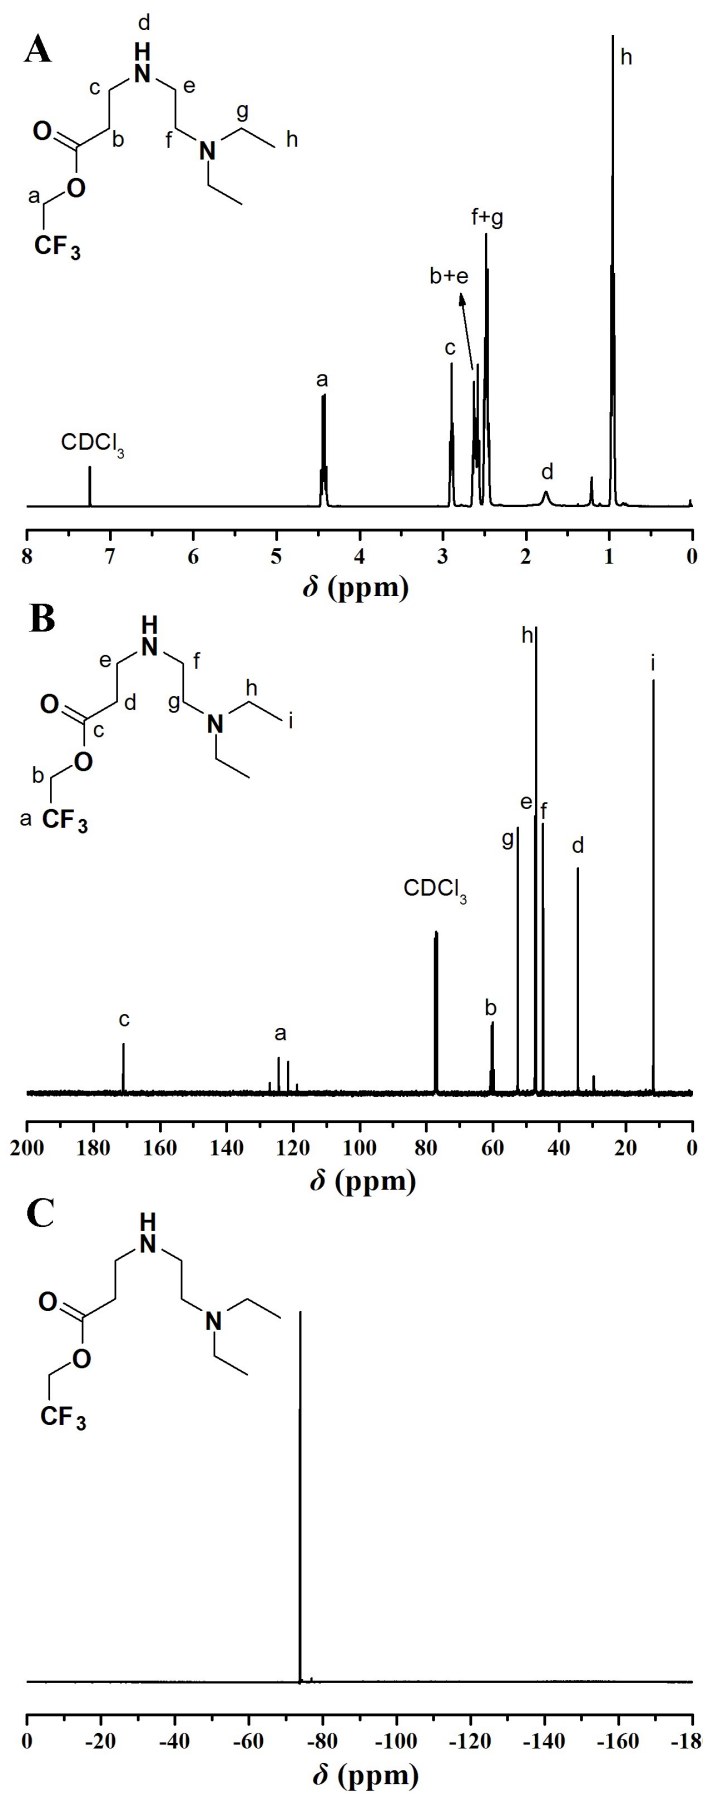 A
d
H
N
c
e
g
O
b
f
N
h
a
O
CF3
h
f+g
b+e
c
a
CDCl3
d
8 7 6 5 4 3 2 1 0
δ (ppm)
B
H
N
e
f
h
O
d
g
i
c
N
b
O
a CF3
h
i
e
f
g
d
CDCl3
b
c
a
200 180 160 140 120 100 80 60 40 20 0
δ (ppm)
C
H
N
O
N
O
CF3
0 -20 -40 -60 -80 -100 -120 -140 -160 -18
δ (ppm)